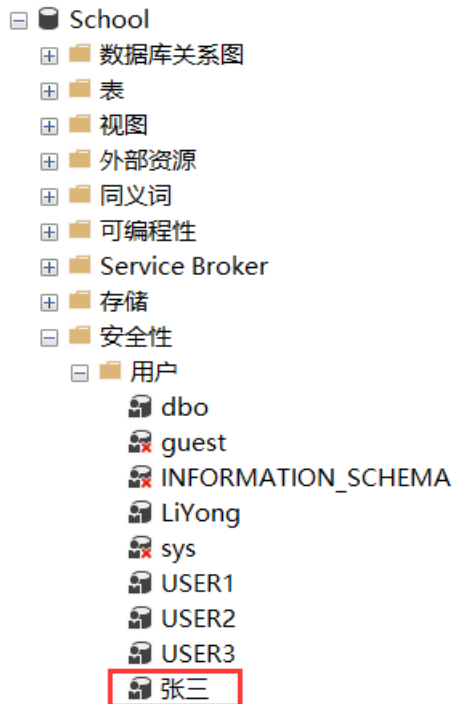 School
数据库关系图
表
视图
外部资源
同义词
可编程性
Service Broker
存储
安全性
用户
dbo
guest
INFORMATION_SCHEMA
LiYong
sys
USER1
USER2
USER3
张三